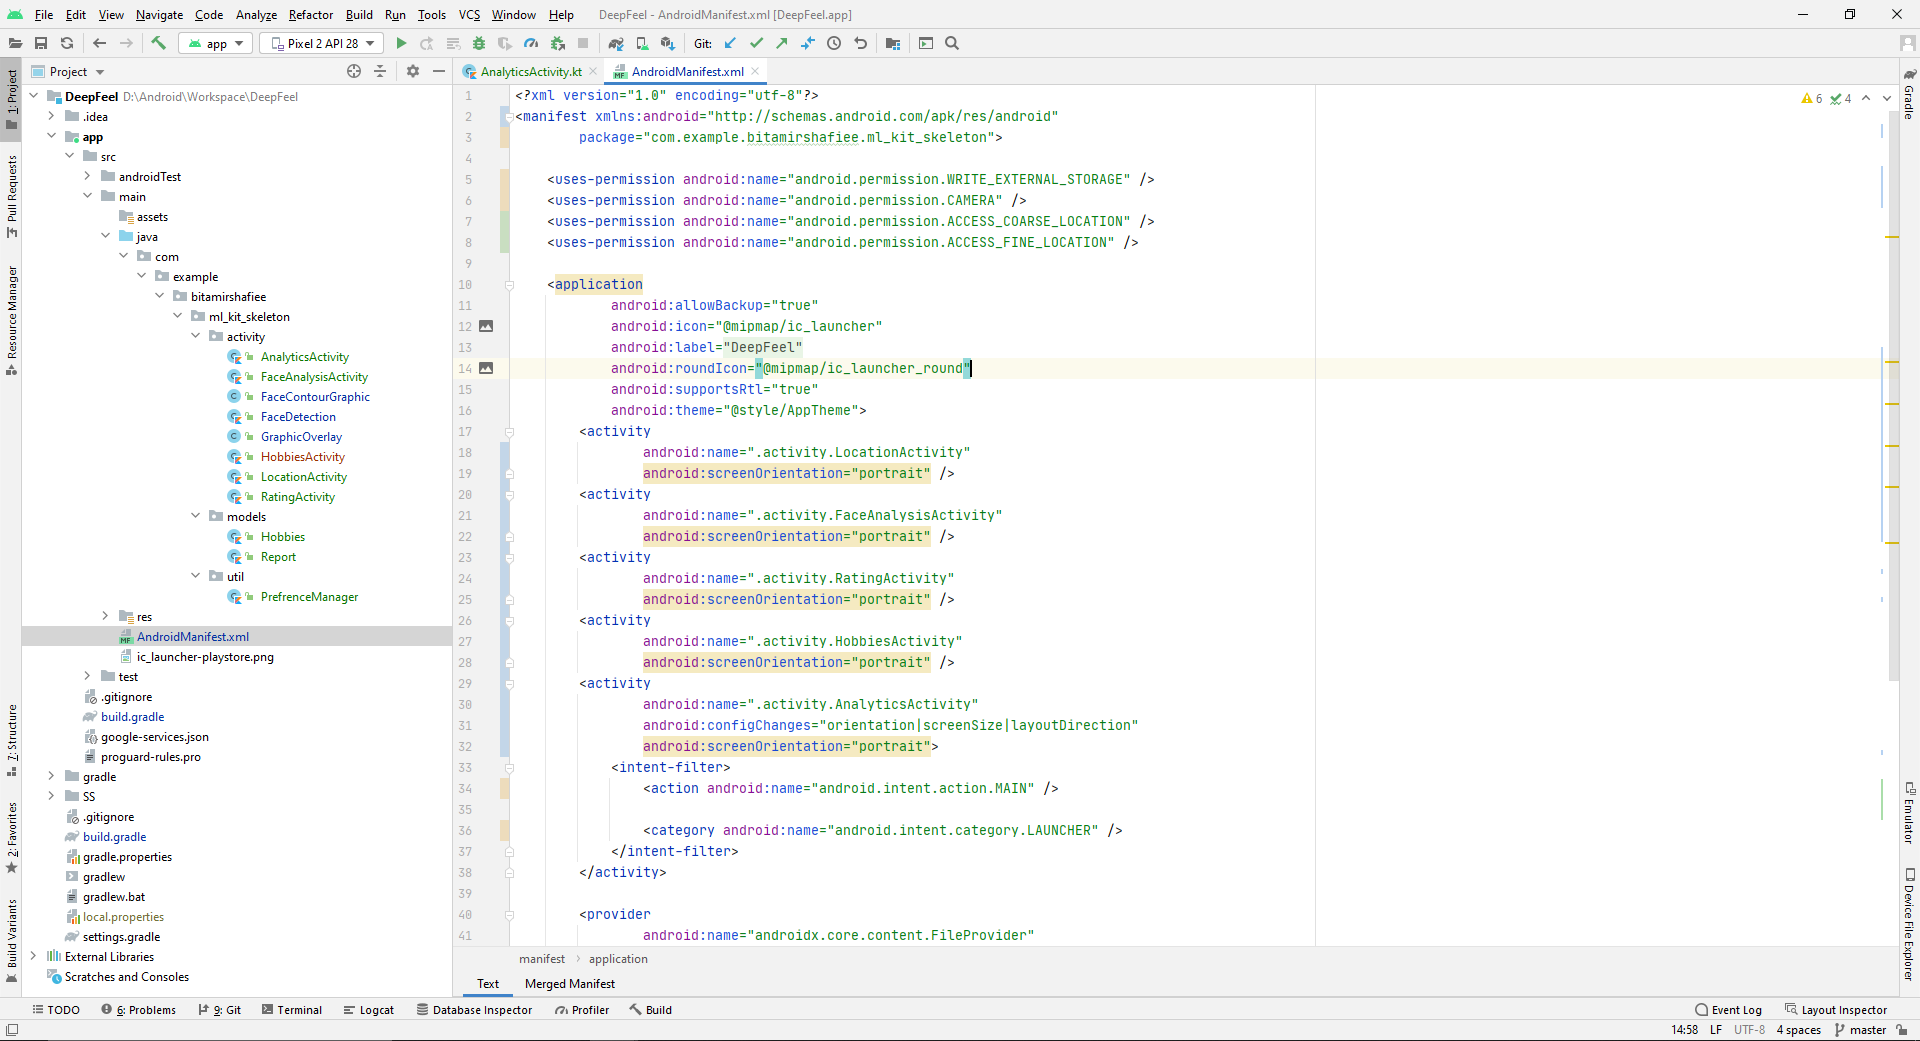 File Edit View Navigate Code Analyze Refactor Build Run Tools VCS Window Help DeepFeel - AndroidManifest.xml [DeepFeel.app]
app Pixel 2 API 28 Git:
Project
AnalyticsActivity.kt AndroidManifest.xml
1: Project
Pull Requests
Resource Manager
7: Structure
2: Favorites
Build Variants
DeepFeel D:\Android\Workspace\DeepFeel
.idea
app
src
androidTest
main
assets
java
com
example
bitamirshafiee
ml_kit_skeleton
activity
AnalyticsActivity
FaceAnalysisActivity
FaceContourGraphic
FaceDetection
GraphicOverlay
HobbiesActivity
LocationActivity
RatingActivity
models
Hobbies
Report
util
PrefrenceManager
res
AndroidManifest.xml
ic_launcher-playstore.png
test
.gitignore
build.gradle
google-services.json
proguard-rules.pro
gradle
SS
.gitignore
build.gradle
gradle.properties
gradlew
gradlew.bat
local.properties
settings.gradle
External Libraries
Scratches and Consoles
6 4
1 <?xml version="1.0" encoding="utf-8"?>
2 <manifest xmlns:android="http://schemas.android.com/apk/res/android"
3 package="com.example.bitamirshafiee.ml_kit_skeleton">
4
5 <uses-permission android:name="android.permission.WRITE_EXTERNAL_STORAGE" />
6 <uses-permission android:name="android.permission.CAMERA" />
7 <uses-permission android:name="android.permission.ACCESS_COARSE_LOCATION" />
8 <uses-permission android:name="android.permission.ACCESS_FINE_LOCATION" />
9
10 <application
11 android:allowBackup="true"
12 android:icon="@mipmap/ic_launcher"
13 android:label="DeepFeel"
14 android:roundIcon="@mipmap/ic_launcher_round"
15 android:supportsRtl="true"
16 android:theme="@style/AppTheme">
17 <activity
18 android:name=".activity.LocationActivity"
19 android:screenOrientation="portrait" />
20 <activity
21 android:name=".activity.FaceAnalysisActivity"
22 android:screenOrientation="portrait" />
23 <activity
24 android:name=".activity.RatingActivity"
25 android:screenOrientation="portrait" />
26 <activity
27 android:name=".activity.HobbiesActivity"
28 android:screenOrientation="portrait" />
29 <activity
30 android:name=".activity.AnalyticsActivity"
31 android:configChanges="orientation|screenSize|layoutDirection"
32 android:screenOrientation="portrait">
33 <intent-filter>
34 <action android:name="android.intent.action.MAIN" />
35
36 <category android:name="android.intent.category.LAUNCHER" />
37 </intent-filter>
38 </activity>
39
40 <provider
41 android:name="androidx.core.content.FileProvider"
manifest › application
Text Merged Manifest
Gradle
Emulator
Device File Explorer
TODO 6: Problems 9: Git Terminal Logcat Database Inspector Profiler Build Event Log Layout Inspector
14:58 LF UTF-8 4 spaces master
MF